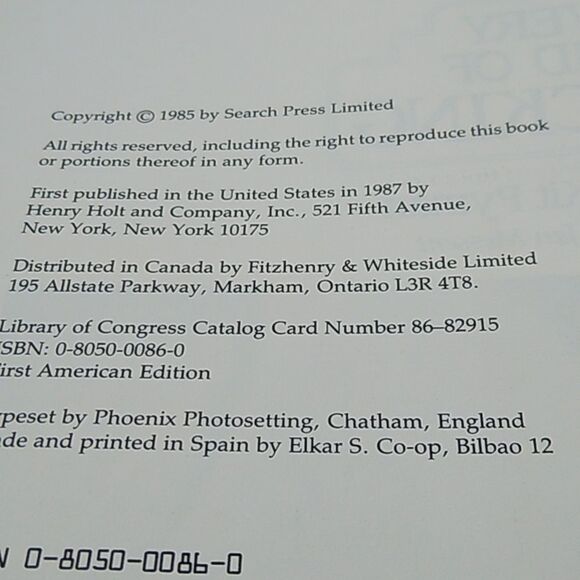 Copyright © 1985 by Search Press Limited
All rights reserved, including the right to reproduce this book
or portions thereof in any form.
First published in the United States in 1987 by
Henry Holt and Company, Inc., 521 Fifth Avenue,
New York, New York 10175
Distributed in Canada by Fitzhenry & Whiteside Limited
195 Allstate Parkway, Markham, Ontario L3R 4T8.
Library of Congress Catalog Card Number 86–82915
ISBN: 0-8050-0086-0
First American Edition
ypeset by Phoenix Photosetting, Chatham, England
de and printed in Spain by Elkar S. Co-op, Bilbao 12
N 0-8050-0086-0